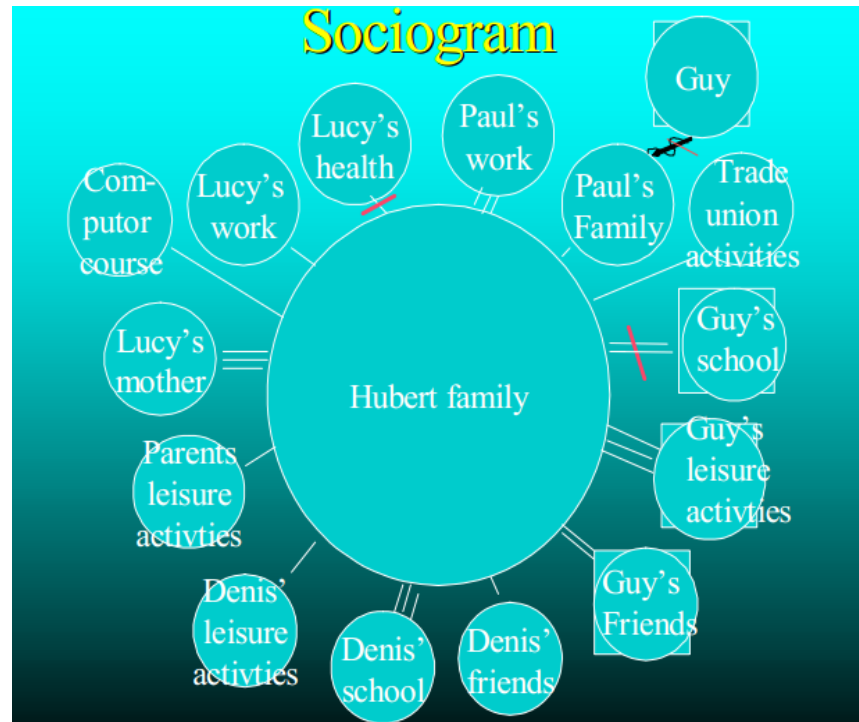 Sociogram
Guy
Lucy’s
health
Paul’s
work
Com-
putor
course
Lucy’s
work
Paul’s
Family
Trade
union
activities
Lucy’s
mother
Guy’s
school
Hubert family
Parents
leisure
activties
Guy’s
leisure
activties
Denis’
leisure
activties
Denis’
school
Denis’
friends
Guy’s
Friends